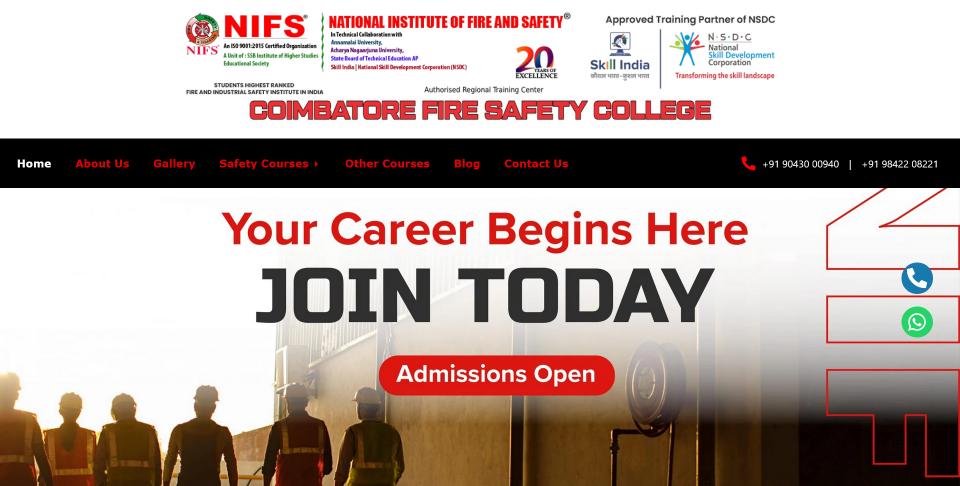 NIFS
NIFS®
An ISO 9001:2015 Certified Organization
A Unit of : SSB Institute of Higher Studies
Educational Society
NATIONAL INSTITUTE OF FIRE AND SAFETY®
In Technical Collaboration with
Annamalai University,
Acharya Nagaarjuna University,
State Board of Technical Education AP
Skill India | National Skill Development Corporation (NSDC)
20
YEARS OF
EXCELLENCE
Approved Training Partner of NSDC
Skill India
कौशल भारत-कुशल भारत
N·S·D·C
National
Skill Development
Corporation
Transforming the skill landscape
STUDENTS HIGHEST RANKED
FIRE AND INDUSTRIAL SAFETY INSTITUTE IN INDIA
Authorised Regional Training Center
COIMBATORE FIRE SAFETY COLLEGE
Home About Us Gallery Safety Courses Other Courses Blog Contact Us +91 90430 00940 | +91 98422 08221
Your Career Begins Here
JOIN TODAY
Admissions Open